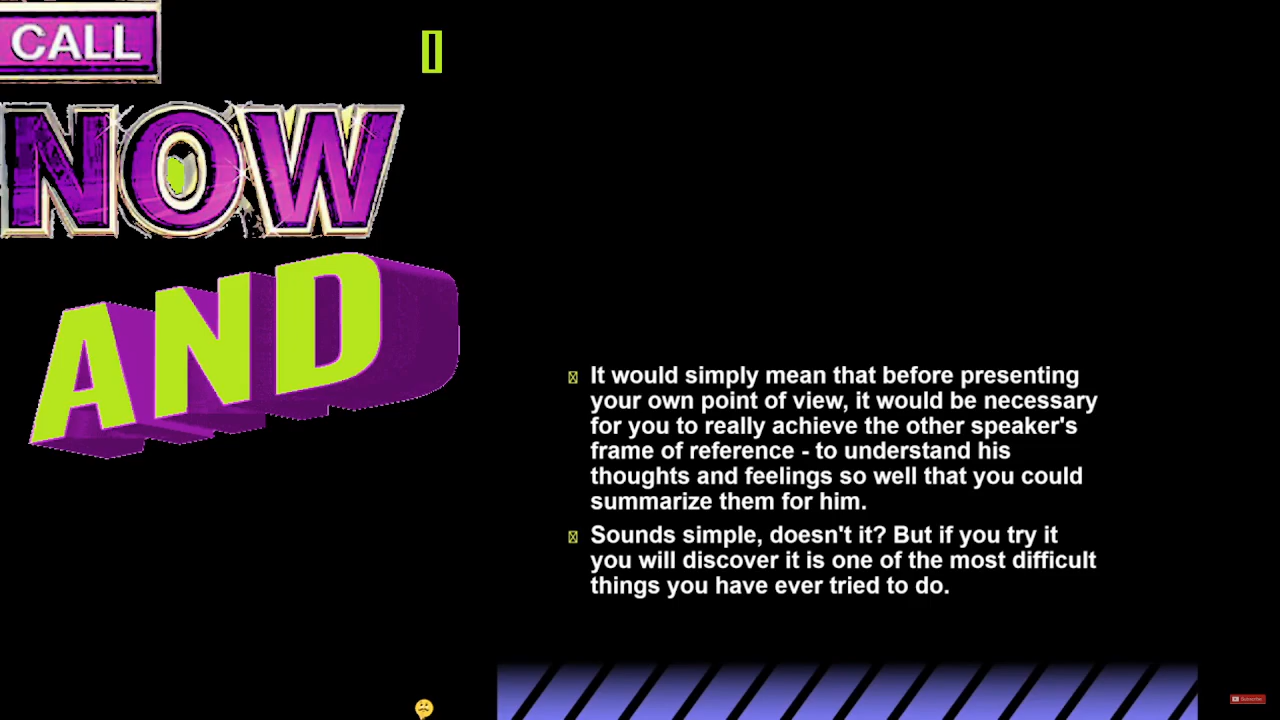 CALL
NOW
AND
It would simply mean that before presenting
your own point of view, it would be necessary
for you to really achieve the other speaker's
frame of reference - to understand his
thoughts and feelings so well that you could
summarize them for him.
Sounds simple, doesn't it? But if you try it
you will discover it is one of the most difficult
things you have ever tried to do.
Subscribe